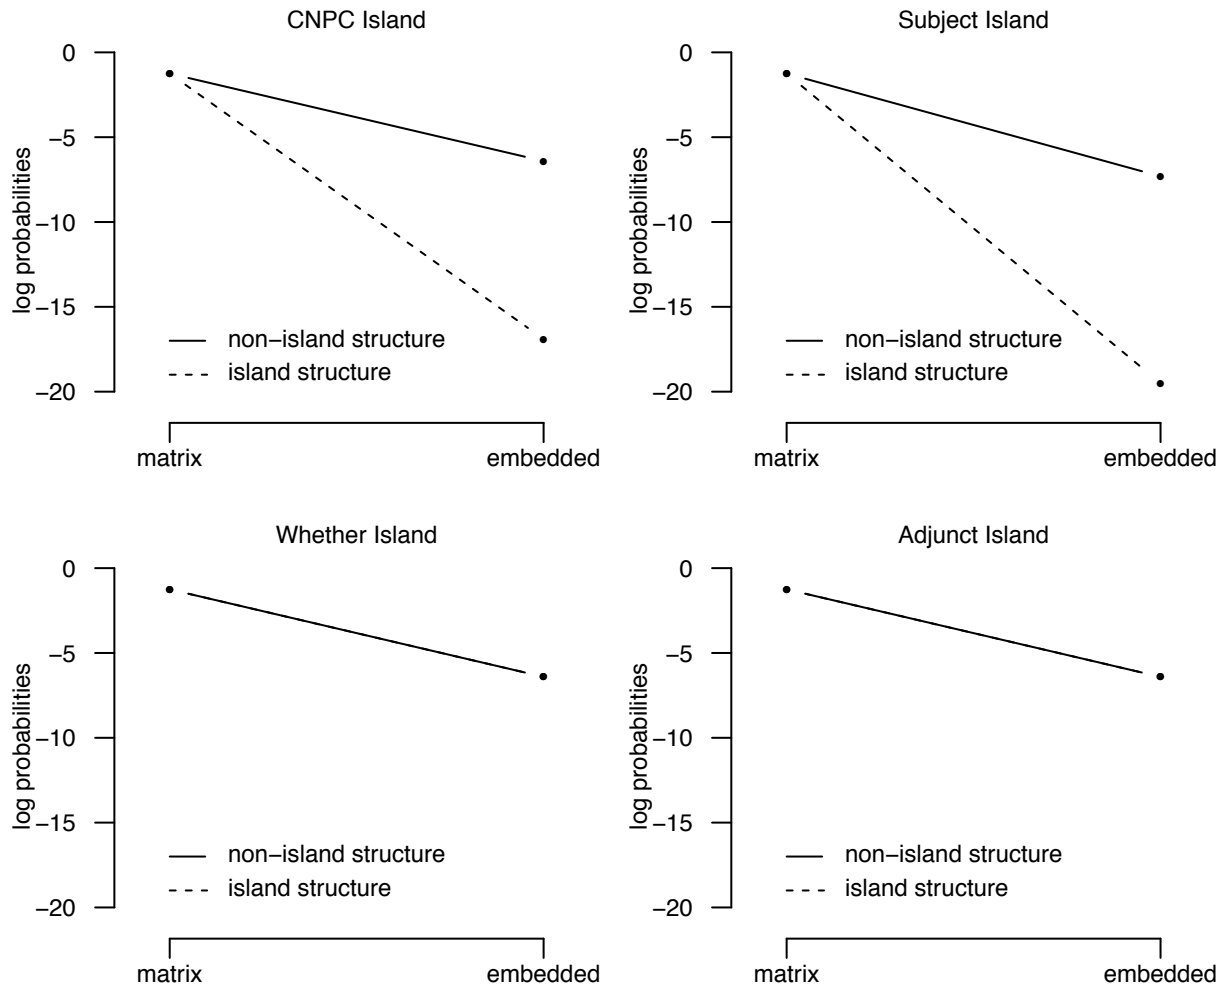 CNPC Island
0
−5
−10
−15
−20
log probabilities
non−island structure
island structure
matrix
embedded
Subject Island
0
−5
−10
−15
−20
log probabilities
non−island structure
island structure
matrix
embedded
Whether Island
0
−5
−10
−15
−20
log probabilities
non−island structure
island structure
matrix
embedded
Adjunct Island
0
−5
−10
−15
−20
log probabilities
non−island structure
island structure
matrix
embedded